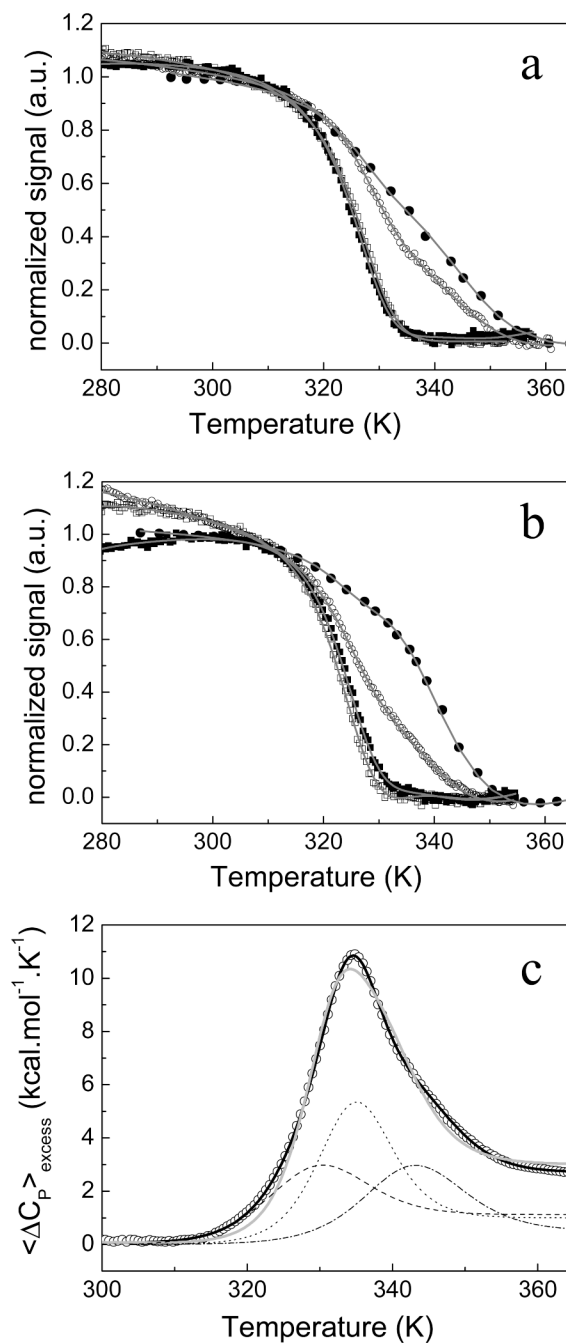 a
normalized signal (a.u.)
1.2
1.0
0.8
0.6
0.4
0.2
0.0
280 300 320 340 360
Temperature (K)
b
normalized signal (a.u.)
1.2
1.0
0.8
0.6
0.4
0.2
0.0
280 300 320 340 360
Temperature (K)
c
<ΔC_P>_excess (kcal.mol⁻¹.K⁻¹)
12
10
8
6
4
2
0
300 320 340 360
Temperature (K)